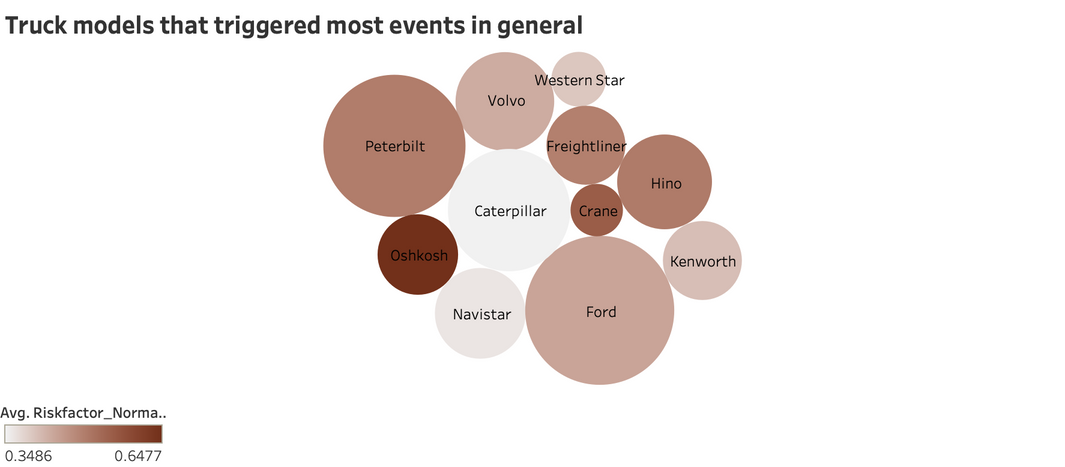 Truck models that triggered most events in general
Western Star
Volvo
Peterbilt
Freightliner
Hino
Caterpillar
Crane
Oshkosh
Kenworth
Navistar
Ford
Avg. Riskfactor_Norma..
0.3486 0.6477